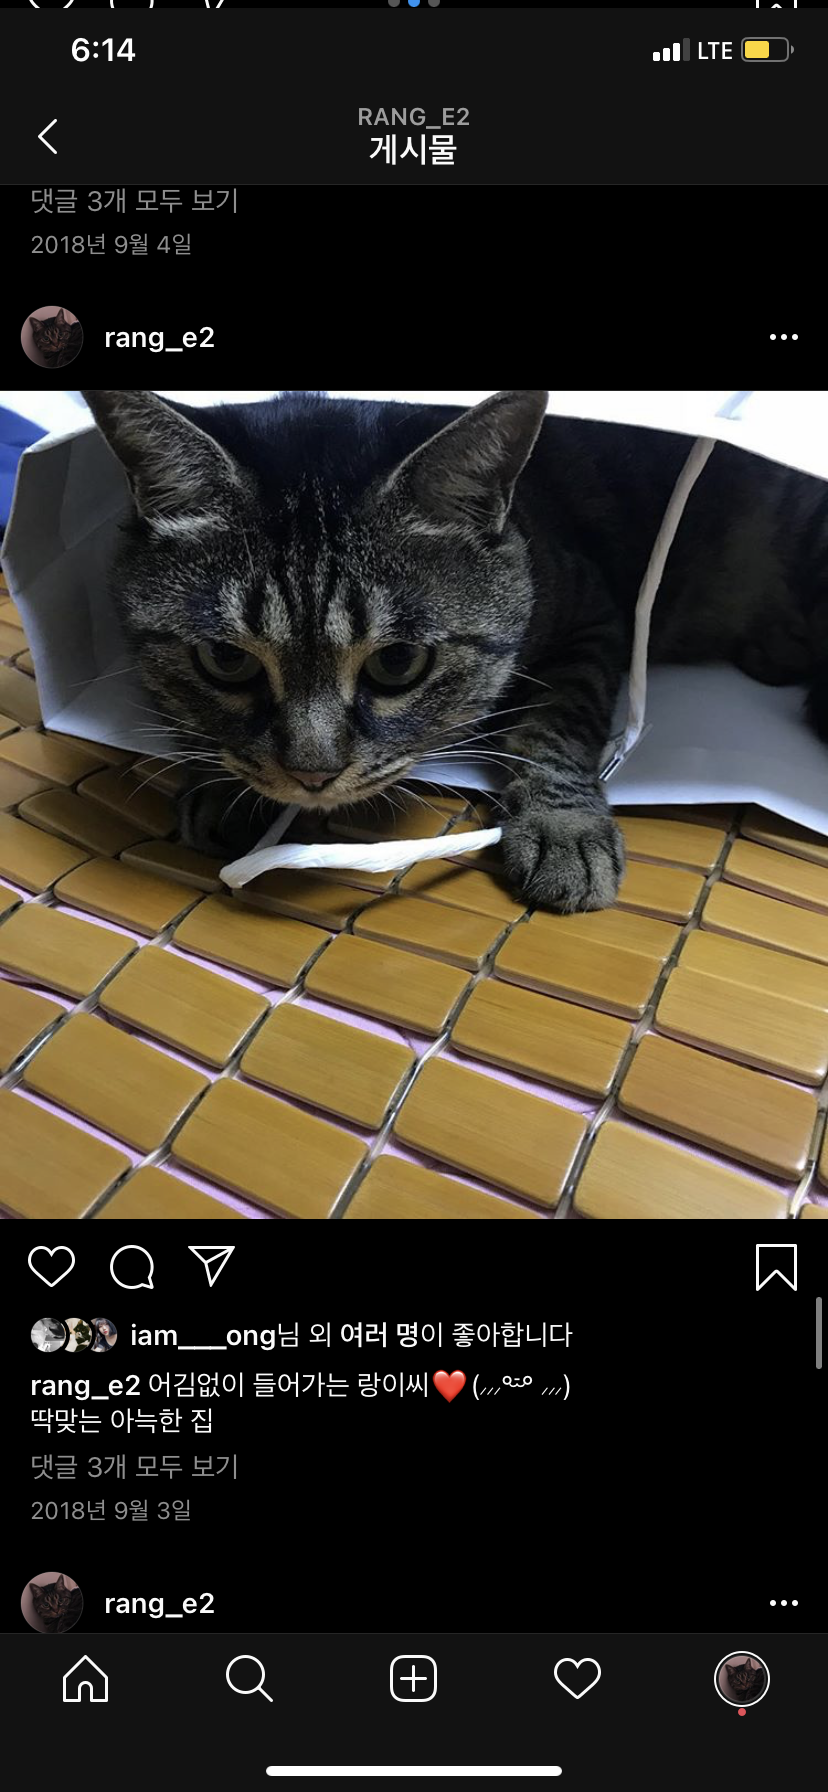 6:14
LTE
RANG_E2
게시물
댓글 3개 모두 보기
2018년 9월 4일
rang_e2
iam___ong님 외 여러 명이 좋아합니다
rang_e2 어김없이 들어가는 랑이씨❤️(⸝⸝⸝ºᴗº ⸝⸝⸝)
딱맞는 아늑한 집
댓글 3개 모두 보기
2018년 9월 3일
rang_e2